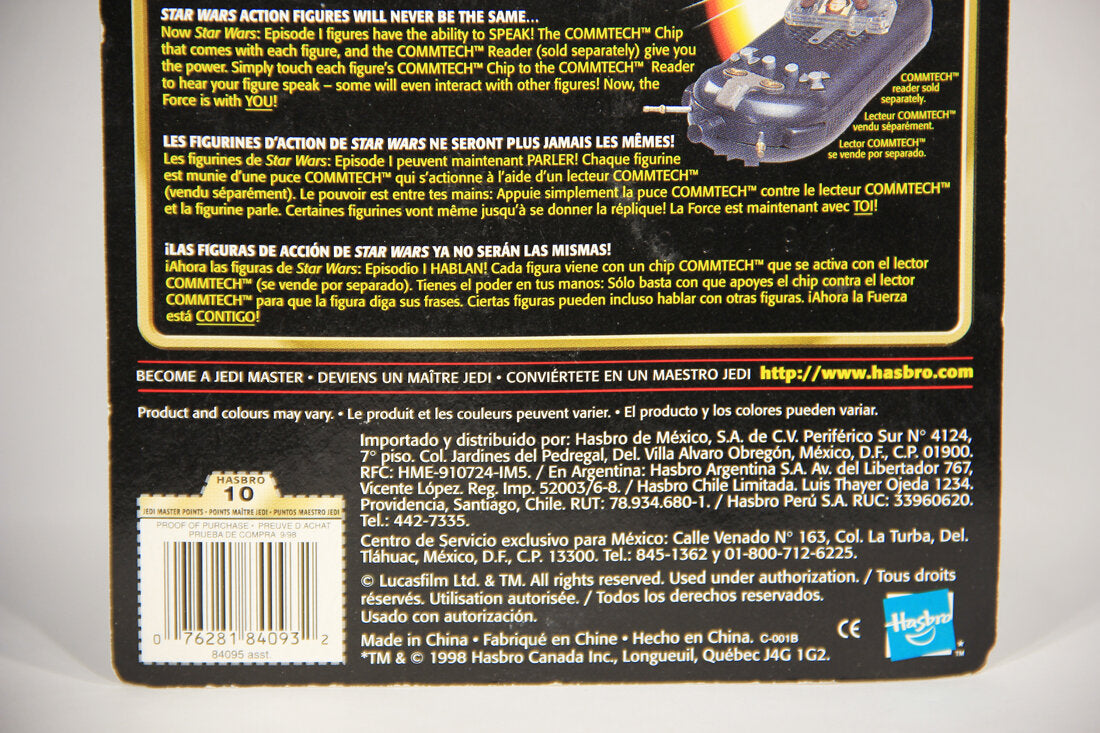 STAR WARS ACTION FIGURES WILL NEVER BE THE SAME...
Now Star Wars: Episode I figures have the ability to SPEAK! The COMMTECH™ Chip
that comes with each figure, and the COMMTECH™ Reader (sold separately) give you
the power. Simply touch each figure's COMMTECH™ Chip to the COMMTECH™ Reader
to hear your figure speak – some will even interact with other figures! Now, the
Force is with YOU!
COMMTECH™
reader sold
separately.
Lecteur COMMTECH™
vendu séparément.
Lector COMMTECH™
se vende por separado.
LES FIGURINES D'ACTION DE STAR WARS NE SERONT PLUS JAMAIS LES MÊMES!
Les figurines de Star Wars: Episode I peuvent maintenant PARLER! Chaque figurine
est munie d'une puce COMMTECH™ qui s'actionne à l'aide d'un lecteur COMMTECH™
(vendu séparément). Le pouvoir est entre tes mains: Appuie simplement la puce COMMTECH™ contre le lecteur COMMTECH™
et la figurine parle. Certaines figurines vont même jusqu'à se donner la réplique! La Force est maintenant avec TOI!
¡LAS FIGURAS DE ACCIÓN DE STAR WARS YA NO SERÁN LAS MISMAS!
¡Ahora las figuras de Star Wars: Episodio I HABLAN! Cada figura viene con un chip COMMTECH™ que se activa con el lector
COMMTECH™ (se vende por separado). Tienes el poder en tus manos: Sólo basta con que apoyes el chip contra el lector
COMMTECH™ para que la figura diga sus frases. Ciertas figuras pueden incluso hablar con otras figuras. ¡Ahora la Fuerza
está CONTIGO!
BECOME A JEDI MASTER • DEVIENS UN MAÎTRE JEDI • CONVIÉRTETE EN UN MAESTRO JEDI http://www.hasbro.com
Product and colours may vary. • Le produit et les couleurs peuvent varier. • El producto y los colores pueden variar.
Importado y distribuido por: Hasbro de México, S.A. de C.V. Periférico Sur N° 4124,
7° piso. Col. Jardines del Pedregal, Del. Villa Alvaro Obregón, México, D.F., C.P. 01900.
RFC: HME-910724-IM5. / En Argentina: Hasbro Argentina S.A. Av. del Libertador 767,
Vicente López. Reg. Imp. 52003/6-8. / Hasbro Chile Limitada. Luis Thayer Ojeda 1234.
Providencia, Santiago, Chile. RUT: 78.934.680-1. / Hasbro Perú S.A. RUC: 33960620.
Tel.: 442-7335.
Centro de Servicio exclusivo para México: Calle Venado N° 163, Col. La Turba, Del.
Tláhuac, México, D.F., C.P. 13300. Tel.: 845-1362 y 01-800-712-6225.
© Lucasfilm Ltd. & TM. All rights reserved. Used under authorization. / Tous droits
réservés. Utilisation autorisée. / Todos los derechos reservados.
Usado con autorización.
Made in China • Fabriqué en Chine • Hecho en China. C-001B
*TM & © 1998 Hasbro Canada Inc., Longueuil, Québec J4G 1G2.
CE
Hasbro
*™
HASBRO
10
JEDI MASTER POINTS • POINTS MAÎTRE JEDI • PUNTOS MAESTRO JEDI
PROOF OF PURCHASE • PREUVE D'ACHAT
PRUEBA DE COMPRA 9/98
0 76281 84093 2
84095 asst.